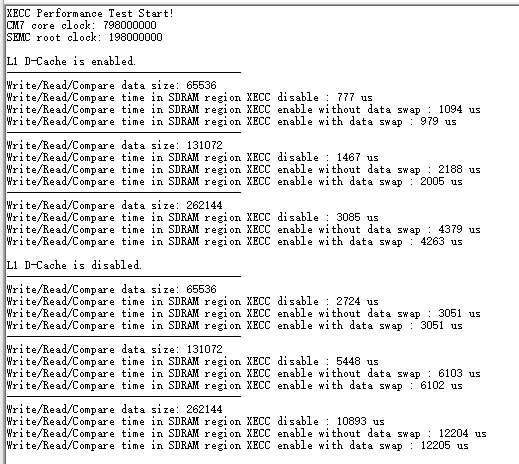 XECC Performance Test Start!
CM7 core clock: 798000000
SEMC root clock: 198000000
L1 D-Cache is enabled.
Write/Read/Compare data size: 65536
Write/Read/Compare time in SDRAM region XECC disable : 777 us
Write/Read/Compare time in SDRAM region XECC enable without data swap : 1094 us
Write/Read/Compare time in SDRAM region XECC enable with data swap : 979 us
Write/Read/Compare data size: 131072
Write/Read/Compare time in SDRAM region XECC disable : 1467 us
Write/Read/Compare time in SDRAM region XECC enable without data swap : 2188 us
Write/Read/Compare time in SDRAM region XECC enable with data swap : 2005 us
Write/Read/Compare data size: 262144
Write/Read/Compare time in SDRAM region XECC disable : 3085 us
Write/Read/Compare time in SDRAM region XECC enable without data swap : 4379 us
Write/Read/Compare time in SDRAM region XECC enable with data swap : 4263 us
L1 D-Cache is disabled.
Write/Read/Compare data size: 65536
Write/Read/Compare time in SDRAM region XECC disable : 2724 us
Write/Read/Compare time in SDRAM region XECC enable without data swap : 3051 us
Write/Read/Compare time in SDRAM region XECC enable with data swap : 3051 us
Write/Read/Compare data size: 131072
Write/Read/Compare time in SDRAM region XECC disable : 5448 us
Write/Read/Compare time in SDRAM region XECC enable without data swap : 6103 us
Write/Read/Compare time in SDRAM region XECC enable with data swap : 6102 us
Write/Read/Compare data size: 262144
Write/Read/Compare time in SDRAM region XECC disable : 10893 us
Write/Read/Compare time in SDRAM region XECC enable without data swap : 12204 us
Write/Read/Compare time in SDRAM region XECC enable with data swap : 12205 us